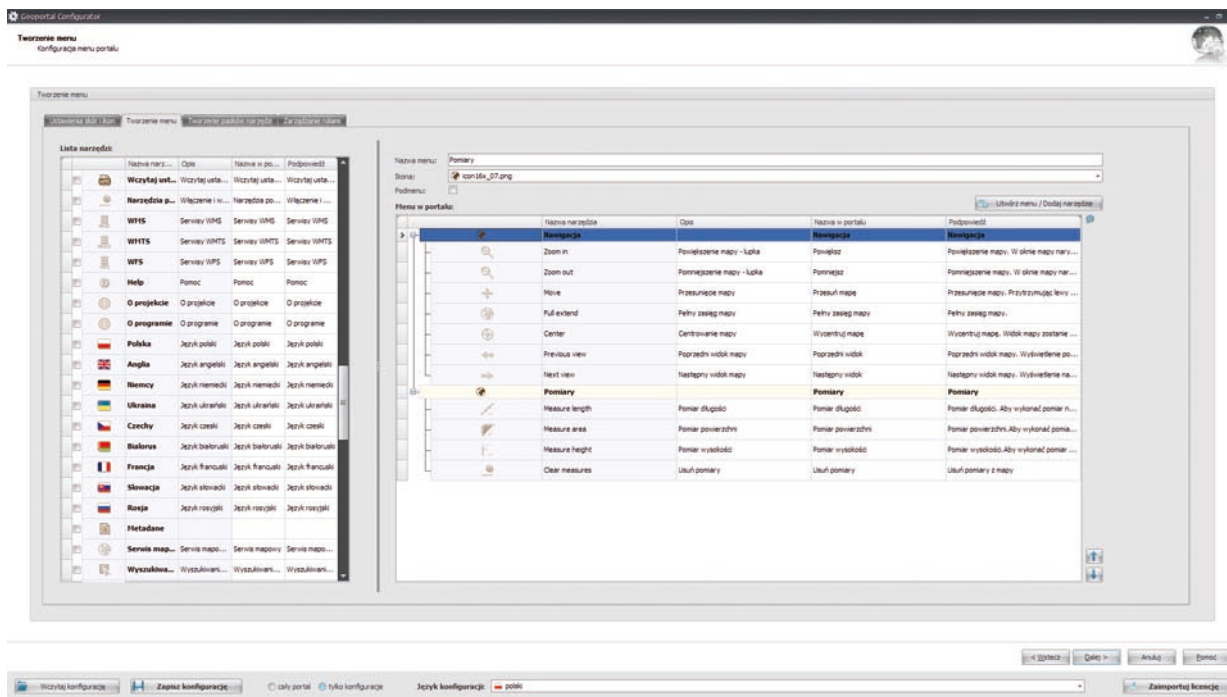 Geoportal Configurator
Tworzenie menu
Konfiguracja menu portalu
Tworzenie menu
Ustawienia skór i ikon Tworzenie menu Tworzenie pasków narzędzi Zarządzanie rolami
Lista narzędzi:
Nazwa narz... Opis Nazwa w po... Podpowiedź
Wczytaj ust... Wczytaj usta... Wczytaj usta... Wczytaj usta...
Narzędzia p... Włączenie i w... Narzędzia po... Włączenie i ...
WMS Serwisy WMS Serwisy WMS Serwisy WMS
WMTS Serwisy WMTS Serwisy WMTS Serwisy WMTS
WFS Serwisy WFS Serwisy WFS Serwisy WFS
Help Pomoc Pomoc Pomoc
O projekcie O projekcie O projekcie O projekcie
O programie O programie O programie O programie
Polska Język polski Język polski Język polski
Anglia Język angielski Język angielski Język angielski
Niemcy Język niemiecki Język niemiecki Język niemiecki
Ukraina Język ukraiński Język ukraiński Język ukraiński
Czechy Język czeski Język czeski Język czeski
Białorus Język białoruski Język białoruski Język białoruski
Francja Język francuski Język francuski Język francuski
Słowacja Język słowacki Język słowacki Język słowacki
Rosja Język rosyjski Język rosyjski Język rosyjski
Metadane
Serwis map... Serwis mapo... Serwis mapowy Serwis mapo...
Wyszukiwa... Wyszukiwani... Wyszukiwani... Wyszukiwani...
Nazwa menu: Pomiary
Ikona: icon16x_07.png
Podmenu:
Menu w portalu:
Utwórz menu / Dodaj narzędzie
Nazwa narzędzia Opis Nazwa w portalu Podpowiedź
Nawigacja Nawigacja Nawigacja
Zoom in Powiększenie mapy - lupka Powiększ Powiększenie mapy. W oknie mapy nary...
Zoom out Pomniejszenie mapy - lupka Pomniejsz Pomniejszenie mapy. W oknie mapy nar...
Move Przesunięcie mapy Przesuń mapę Przesunięcie mapy. Przytrzymując lewy ...
Full extend Pełny zasięg mapy Pełny zasięg mapy Pełny zasięg mapy.
Center Centrowanie mapy Wycentruj mapę Wycentruj mapę. Widok mapy zostanie ...
Previous view Poprzedni widok mapy Poprzedni widok Poprzedni widok mapy. Wyświetlenie po...
Next view Następny widok mapy Następny widok Następny widok mapy. Wyświetlenie na...
Pomiary Pomiary Pomiary
Measure length Pomiar długości Pomiar długości Pomiar długości. Aby wykonać pomiar n...
Measure area Pomiar powierzchni Pomiar powierzchni Pomiar powierzchni.Aby wykonać pomia...
Measure height Pomiar wysokości Pomiar wysokości Pomiar wysokości.Aby wykonać pomiar ...
Clear measures Usuń pomiary Usuń pomiary Usuń pomiary z mapy
< Wstecz Dalej > Anuluj Pomoc
Wczytaj konfigurację Zapisz konfigurację cały portal tylko konfiguracje Język konfiguracji: polski Zaimportuj licencję